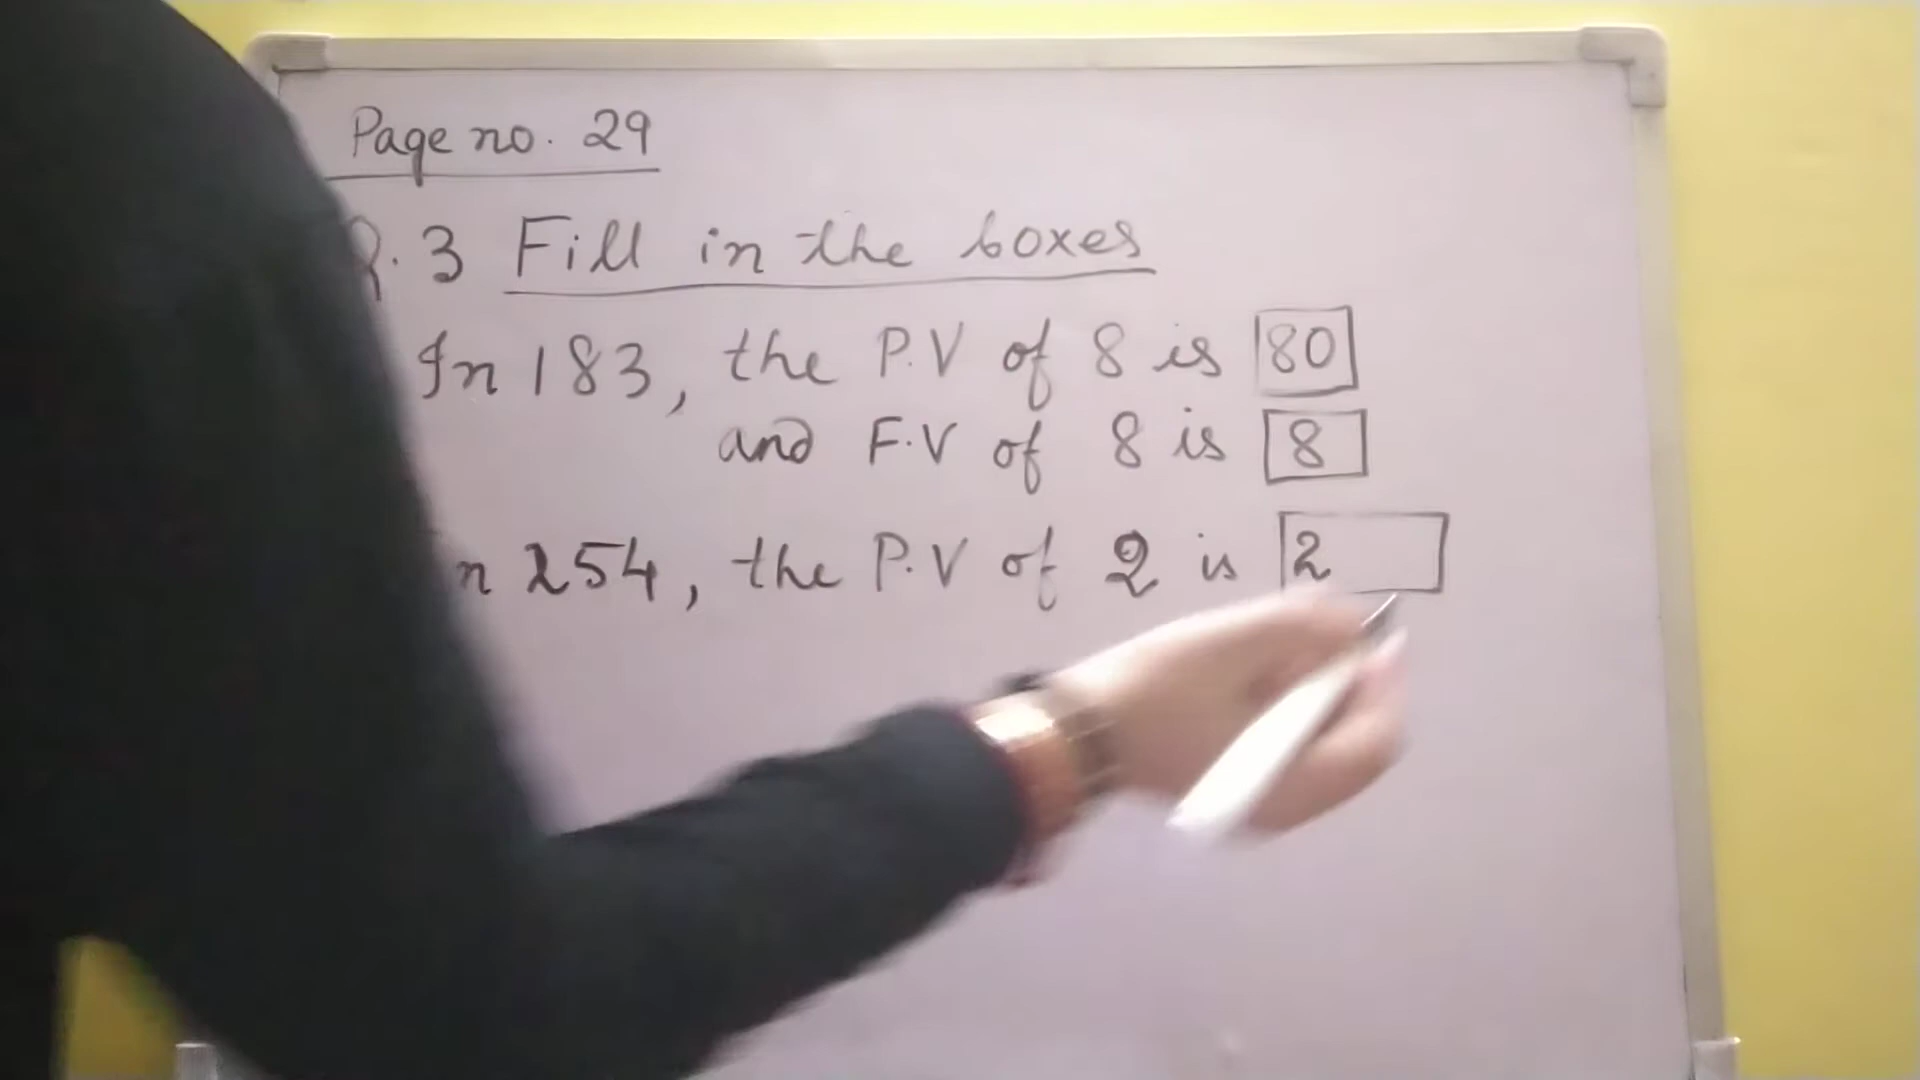 Page no. 29
Q.3 Fill in the boxes
In 183, the P.V of 8 is 80
and F.V of 8 is 8
n 254, the P.V of 2 is 2